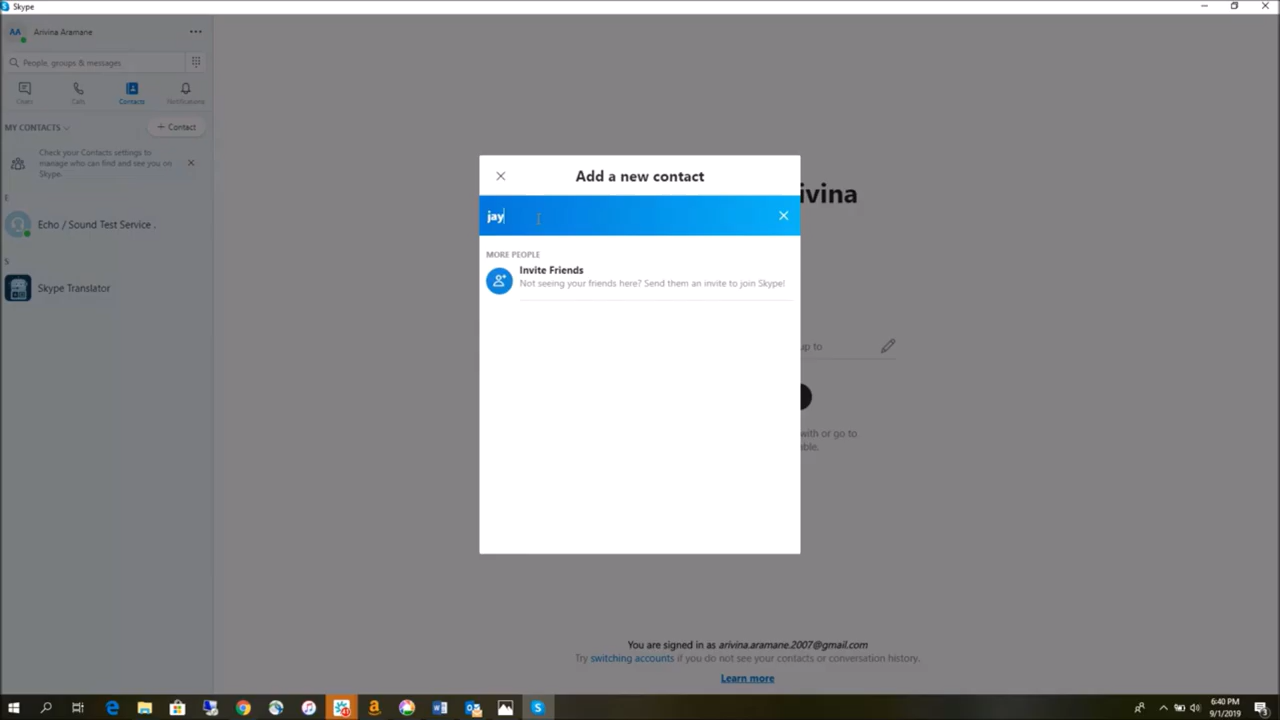 Skype
AA Arivina Aramane
People, groups & messages
Chats Calls Contacts Notifications
MY CONTACTS
+ Contact
Check your Contacts settings to
manage who can find and see you on
Skype.
E
Echo / Sound Test Service .
S
Skype Translator
Add a new contact
jay
MORE PEOPLE
Invite Friends
Not seeing your friends here? Send them an invite to join Skype!
ivina
up to
with or go to
able.
You are signed in as arivina.aramane.2007@gmail.com
Try switching accounts if you do not see your contacts or conversation history.
Learn more
6:40 PM
9/1/2019